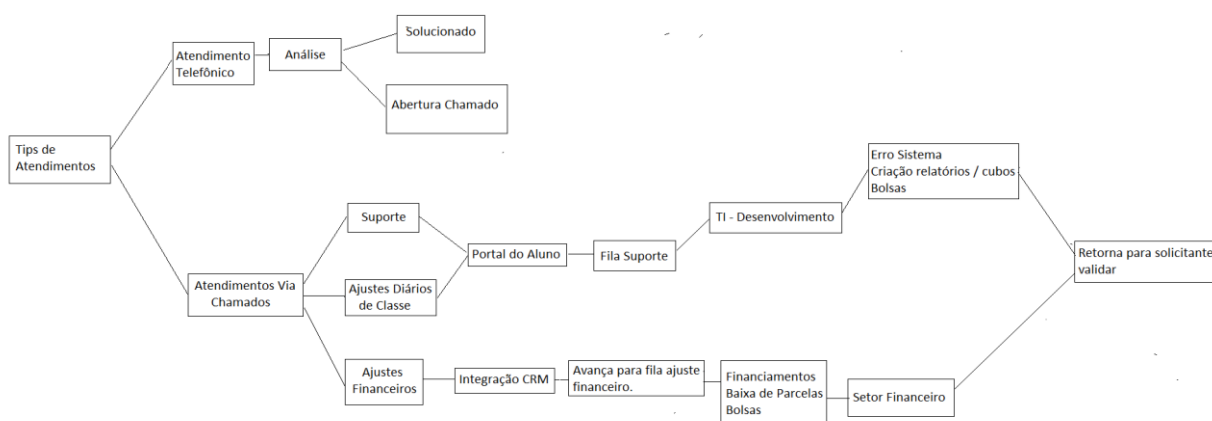 Tips de
Atendimentos
Atendimento
Telefônico
Análise
Solucionado
Abertura Chamado
Atendimentos Via
Chamados
Suporte
Ajustes Diários
de Classe
Portal do Aluno
Fila Suporte
TI - Desenvolvimento
Erro Sistema
Criação relatórios / cubos
Bolsas
Ajustes
Financeiros
Integração CRM
Avança para fila ajuste
financeiro.
Financiamentos
Baixa de Parcelas
Bolsas
Setor Financeiro
Retorna para solicitante
validar